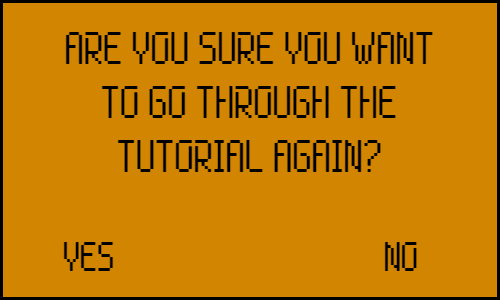 ARE YOU SURE YOU WANT
TO GO THROUGH THE
TUTORIAL AGAIN?
YES NO